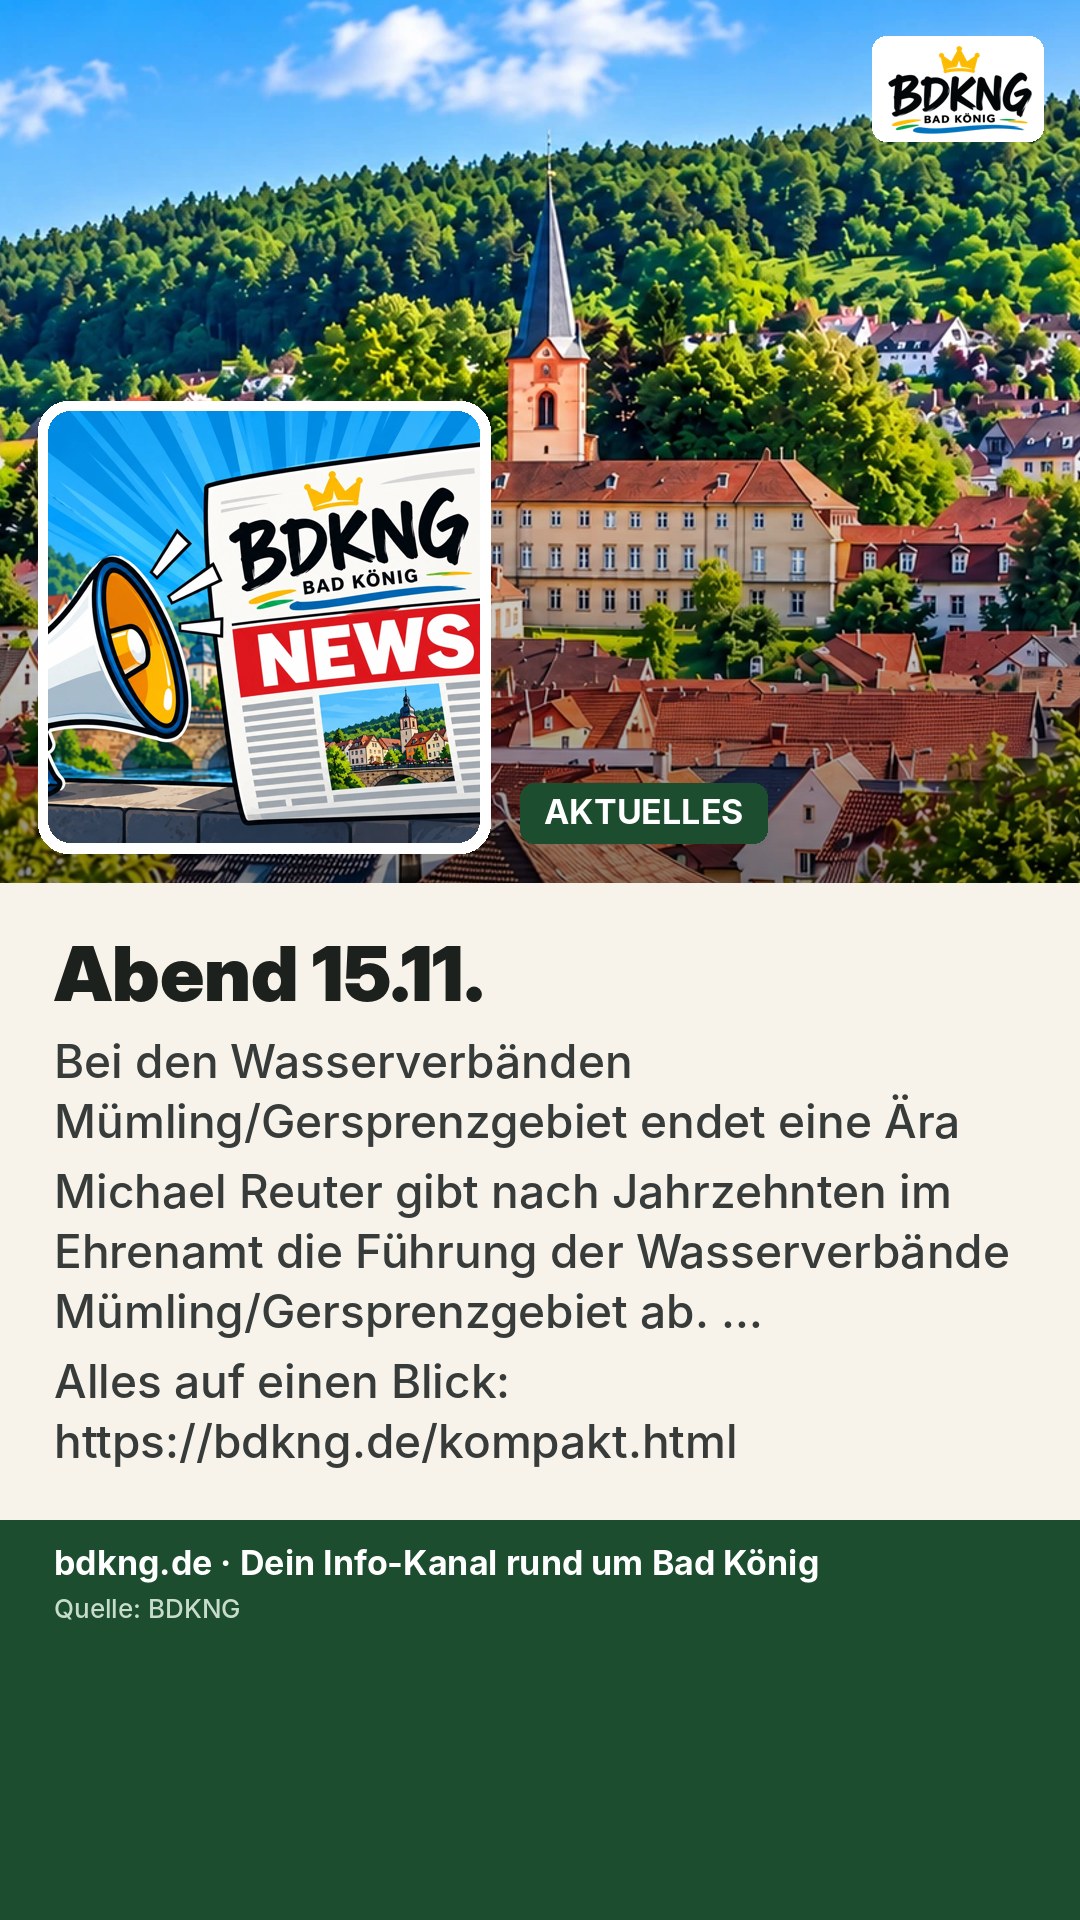 BDKNG
BAD KÖNIG
BDKNG
BAD KÖNIG
NEWS
AKTUELLES
Abend 15.11.
Bei den Wasserverbänden
Mümling/Gersprenzgebiet endet eine Ära
Michael Reuter gibt nach Jahrzehnten im
Ehrenamt die Führung der Wasserverbände
Mümling/Gersprenzgebiet ab. ...
Alles auf einen Blick:
https://bdkng.de/kompakt.html
bdkng.de · Dein Info-Kanal rund um Bad König
Quelle: BDKNG